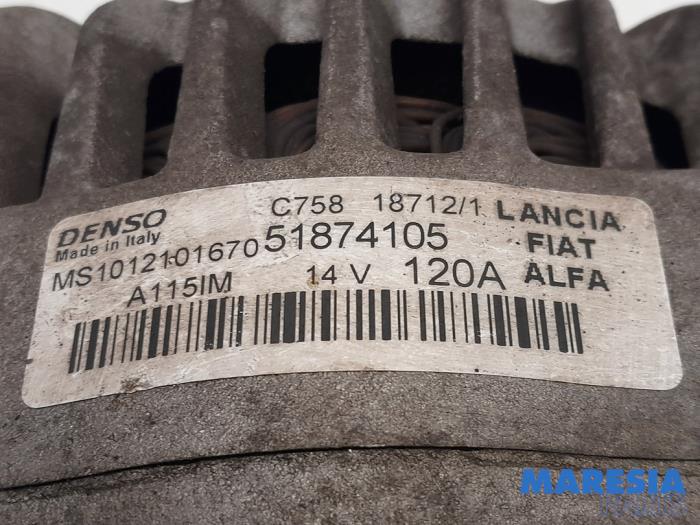 DENSO
Made in Italy
C758 18712/1
LANCIA
FIAT
ALFA
MS1012101670
51874105
A115IM
14 V
120A
MARESIA